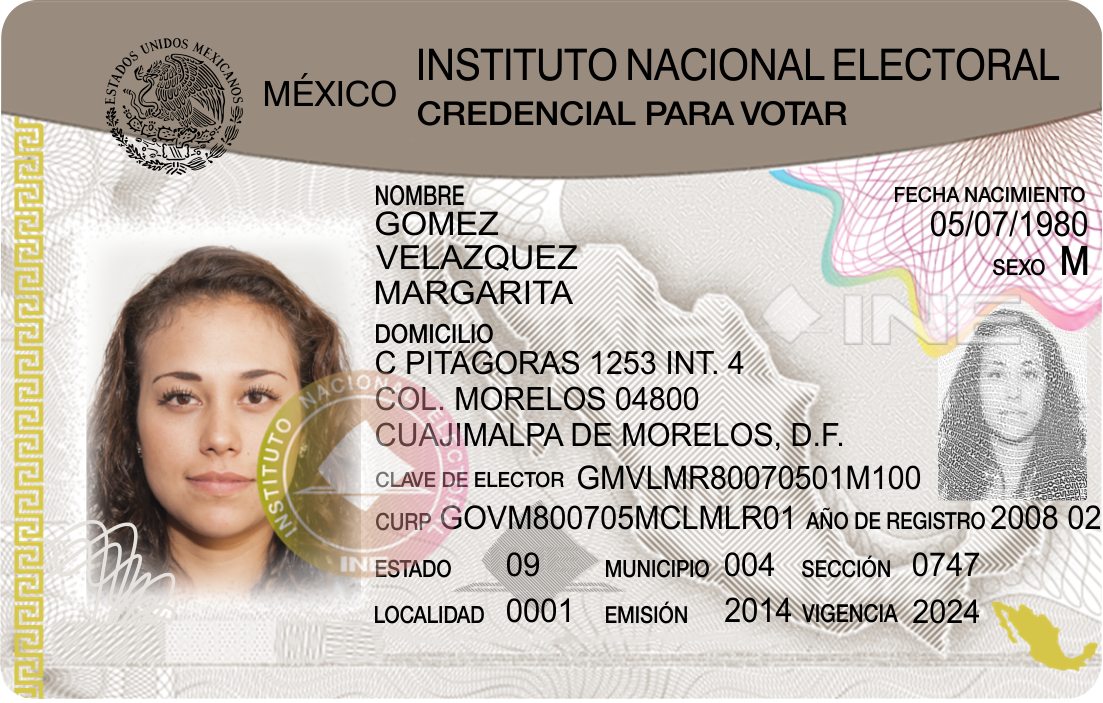 ESTADOS UNIDOS MEXICANOS
MÉXICO
INSTITUTO NACIONAL ELECTORAL
CREDENCIAL PARA VOTAR
NOMBRE
GOMEZ
VELAZQUEZ
MARGARITA
FECHA NACIMIENTO
05/07/1980
SEXO M
INE
DOMICILIO
C PITAGORAS 1253 INT. 4
COL. MORELOS 04800
CUAJIMALPA DE MORELOS, D.F.
INSTITUTO NACIONAL ELECTORAL
INE
CLAVE DE ELECTOR GMVLMR80070501M100
CURP GOVM800705MCLMLR01 AÑO DE REGISTRO 2008 02
ESTADO 09 MUNICIPIO 004 SECCIÓN 0747
LOCALIDAD 0001 EMISIÓN 2014 VIGENCIA 2024